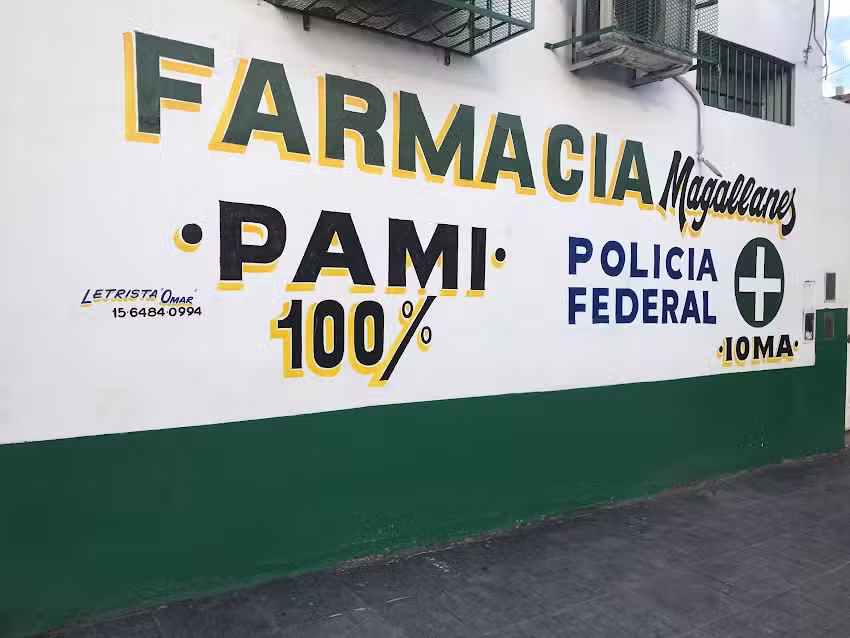 FARMACIA Magallanes
·PAMI·
100%
POLICIA
FEDERAL
·IOMA·
LETRISTA "OMAR"
15·6484·0994